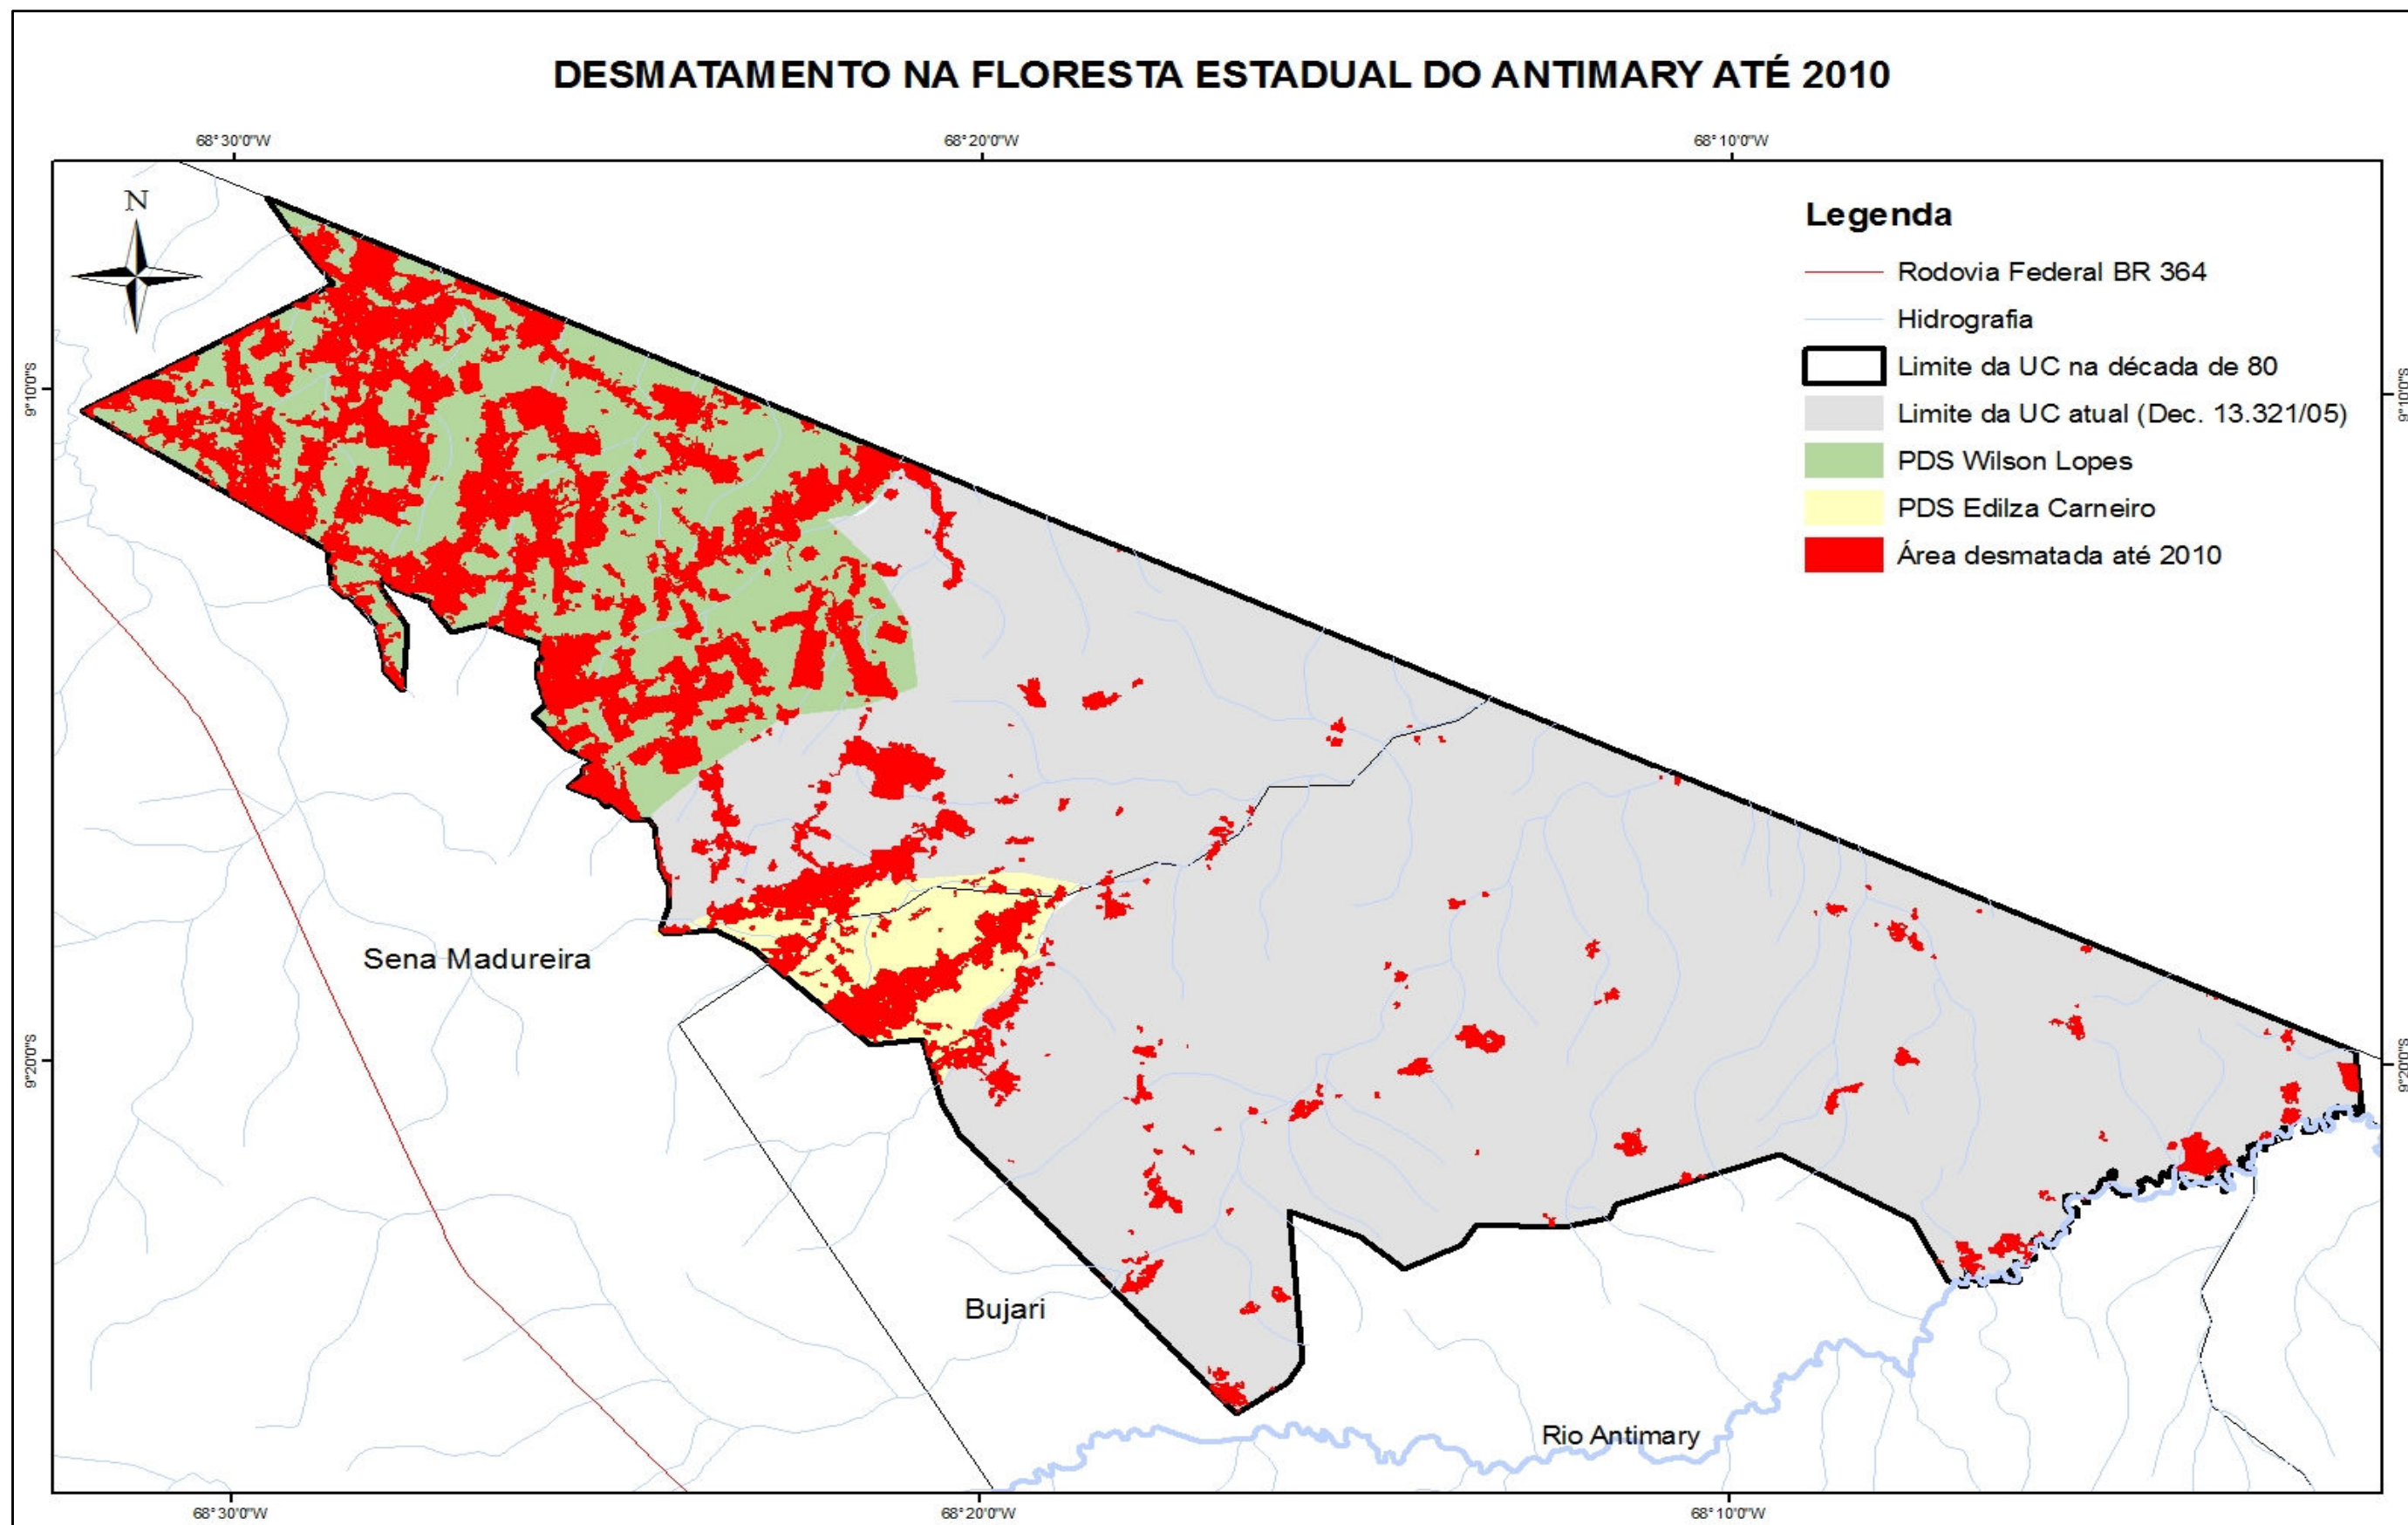 DESMATAMENTO NA FLORESTA ESTADUAL DO ANTIMARY ATÉ 2010
68°30'0"W
68°20'0"W
68°10'0"W
N
Legenda
Rodovia Federal BR 364
Hidrografia
Limite da UC na década de 80
Limite da UC atual (Dec. 13.321/05)
PDS Wilson Lopes
PDS Edilza Carneiro
Área desmatada até 2010
9°10'0"S
9°10'0"S
Sena Madureira
9°20'0"S
9°20'0"S
Bujari
Rio Antimary
68°30'0"W
68°20'0"W
68°10'0"W